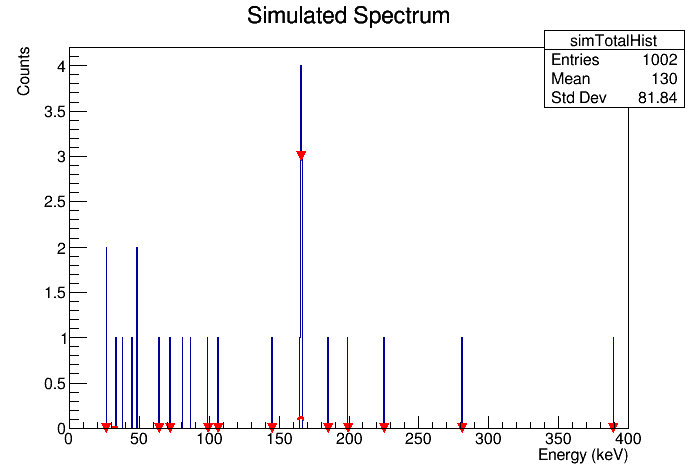 Simulated Spectrum
simTotalHist
Entries 1002
Mean 130
Std Dev 81.84
Counts
4
3.5
3
2.5
2
1.5
1
0.5
0
0 50 100 150 200 250 300 350 400
Energy (keV)